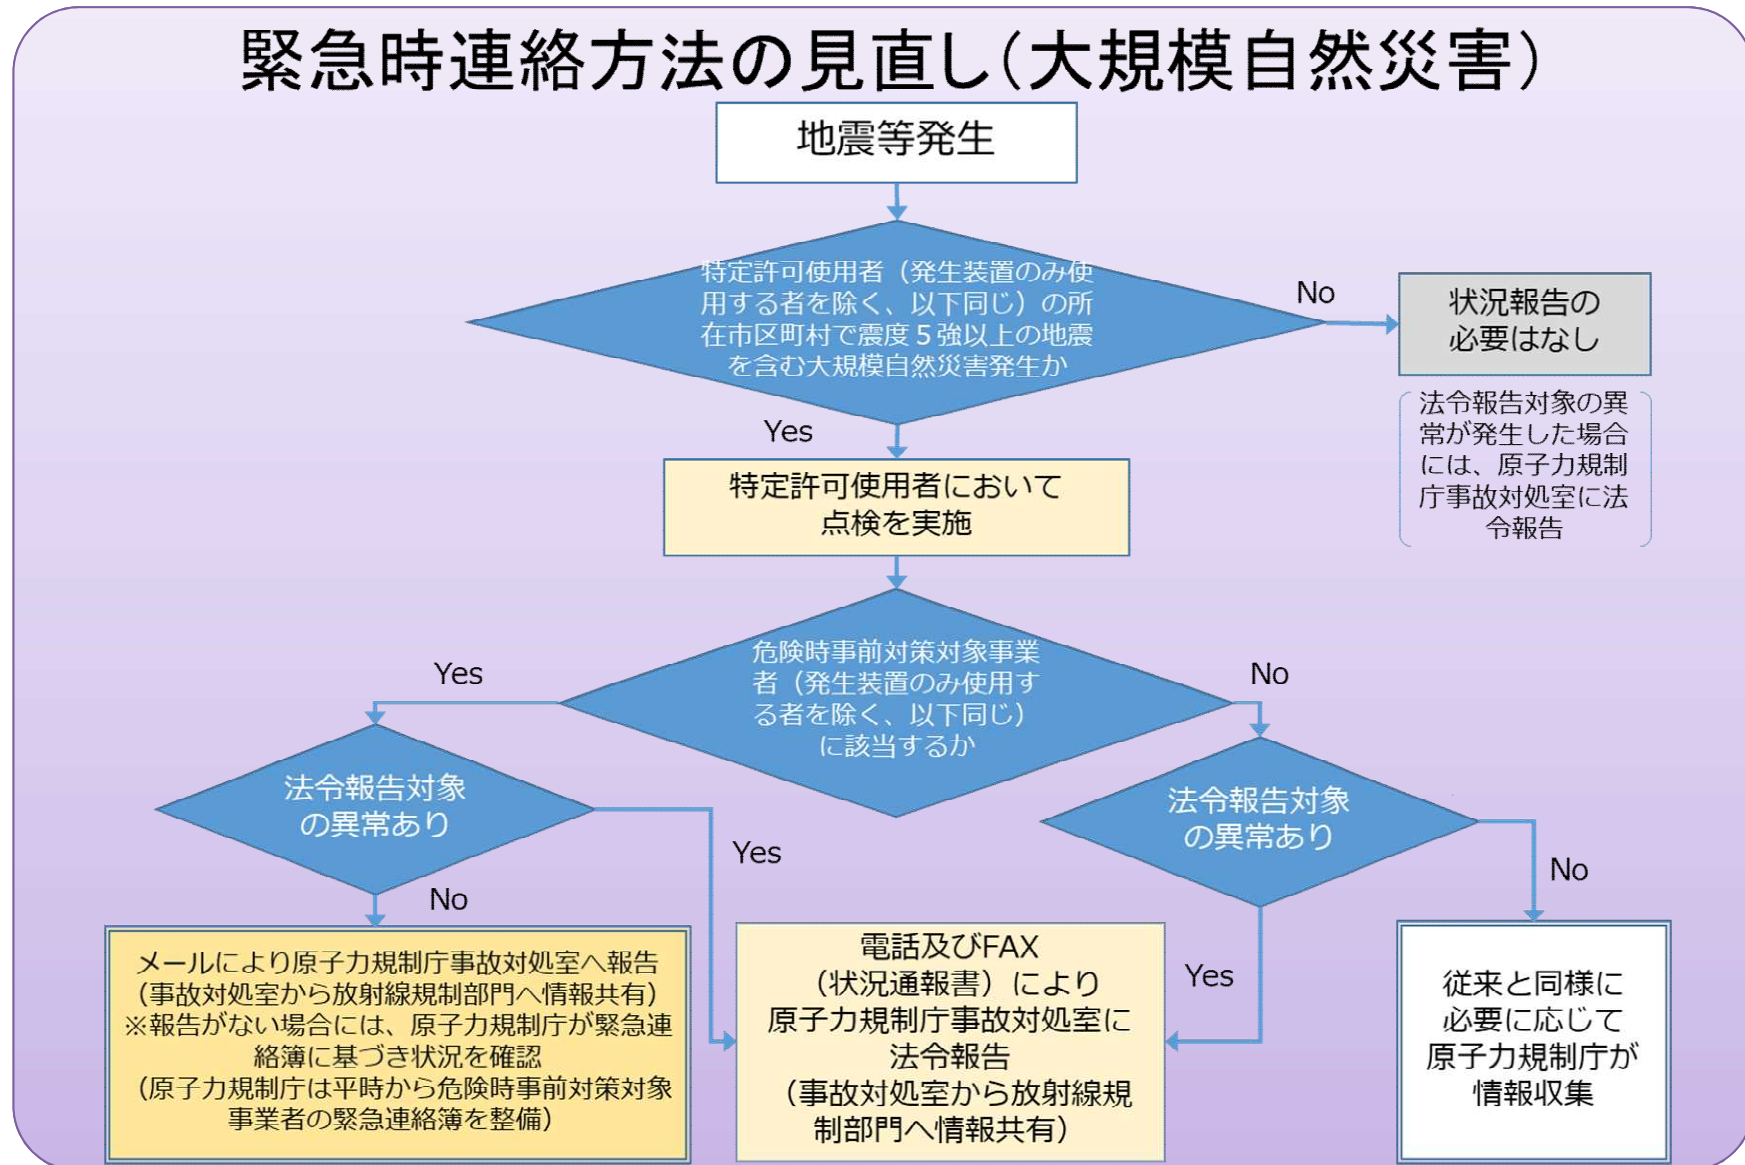 緊急時連絡方法の見直し（大規模自然災害）
地震等発生
特定許可使用者（発生装置のみ使
用する者を除く、以下同じ）の所
在市区町村で震度５強以上の地震
を含む大規模自然災害発生か
No
状況報告の
必要はなし
法令報告対象の異
常が発生した場合
には、原子力規制
庁事故対処室に法
令報告
Yes
特定許可使用者において
点検を実施
危険時事前対策対象事業
者（発生装置のみ使用す
る者を除く、以下同じ）
に該当するか
Yes
No
法令報告対象
の異常あり
法令報告対象
の異常あり
Yes
No
No
Yes
メールにより原子力規制庁事故対処室へ報告
（事故対処室から放射線規制部門へ情報共有）
※報告がない場合には、原子力規制庁が緊急連
絡簿に基づき状況を確認
（原子力規制庁は平時から危険時事前対策対象
事業者の緊急連絡簿を整備）
電話及びFAX
（状況通報書）により
原子力規制庁事故対処室に
法令報告
（事故対処室から放射線規
制部門へ情報共有）
従来と同様に
必要に応じて
原子力規制庁が
情報収集